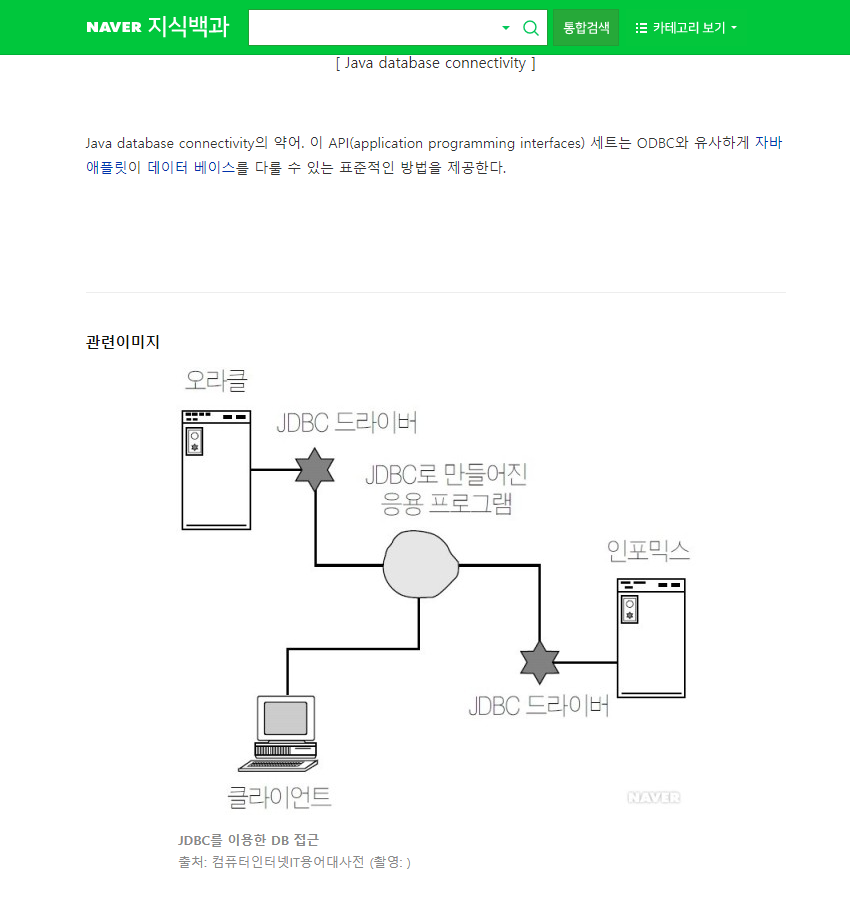 NAVER 지식백과 통합검색 카테고리 보기
[ Java database connectivity ]
Java database connectivity의 약어. 이 API(application programming interfaces) 세트는 ODBC와 유사하게 자바
애플릿이 데이터 베이스를 다룰 수 있는 표준적인 방법을 제공한다.
관련이미지
오라클
JDBC 드라이버
JDBC로 만들어진
응용 프로그램
인포믹스
JDBC 드라이버
클라이언트
NAVER
JDBC를 이용한 DB 접근
출처: 컴퓨터인터넷IT용어대사전 (촬영: )